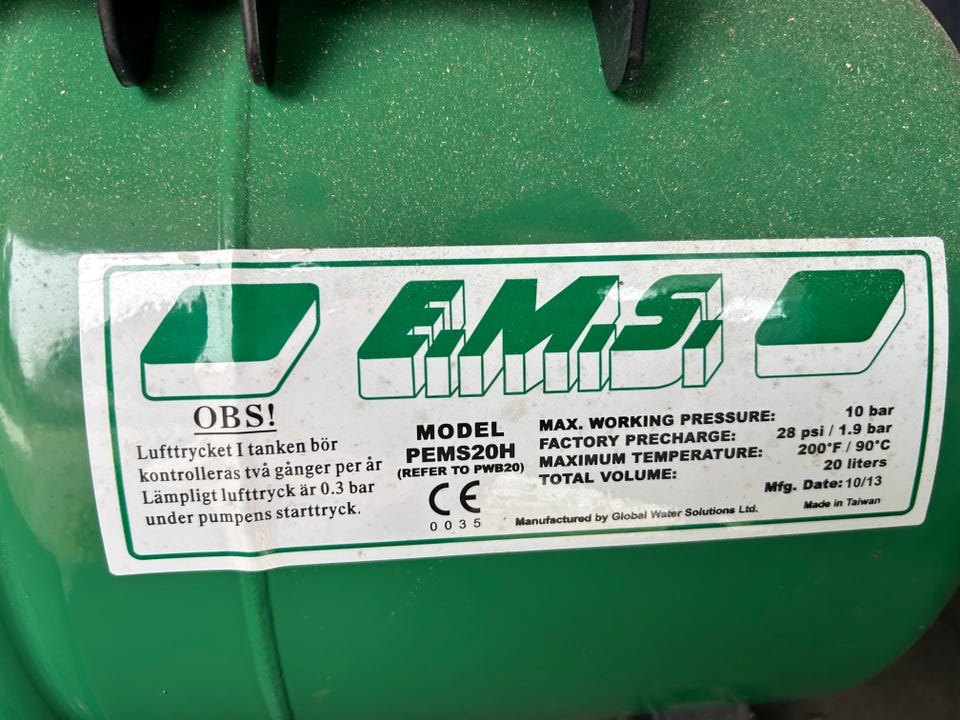 E.M.S.
OBS!
Lufttrycket I tanken bör
kontrolleras två gånger per år
Lämpligt lufttryck är 0.3 bar
under pumpens starttryck.
MODEL
PEMS20H
(REFER TO PWB20)
CE
0035
MAX. WORKING PRESSURE: 10 bar
FACTORY PRECHARGE: 28 psi / 1.9 bar
MAXIMUM TEMPERATURE: 200°F / 90°C
TOTAL VOLUME: 20 liters
Mfg. Date: 10/13
Manufactured by Global Water Solutions Ltd.
Made in Taiwan